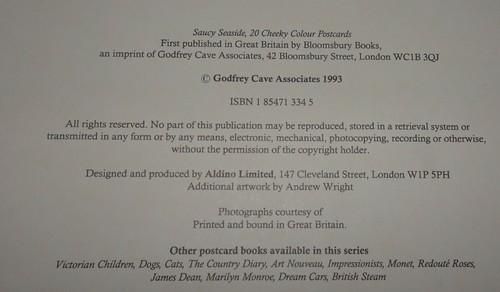 Saucy Seaside, 20 Cheeky Colour Postcards
First published in Great Britain by Bloomsbury Books,
an imprint of Godfrey Cave Associates, 42 Bloomsbury Street, London WC1B 3QJ
© Godfrey Cave Associates 1993
ISBN 1 85471 334 5
All rights reserved. No part of this publication may be reproduced, stored in a retrieval system or
transmitted in any form or by any means, electronic, mechanical, photocopying, recording or otherwise,
without the permission of the copyright holder.
Designed and produced by Aldino Limited, 147 Cleveland Street, London W1P 5PH
Additional artwork by Andrew Wright
Photographs courtesy of
Printed and bound in Great Britain.
Other postcard books available in this series
Victorian Children, Dogs, Cats, The Country Diary, Art Nouveau, Impressionists, Monet, Redouté Roses,
James Dean, Marilyn Monroe, Dream Cars, British Steam